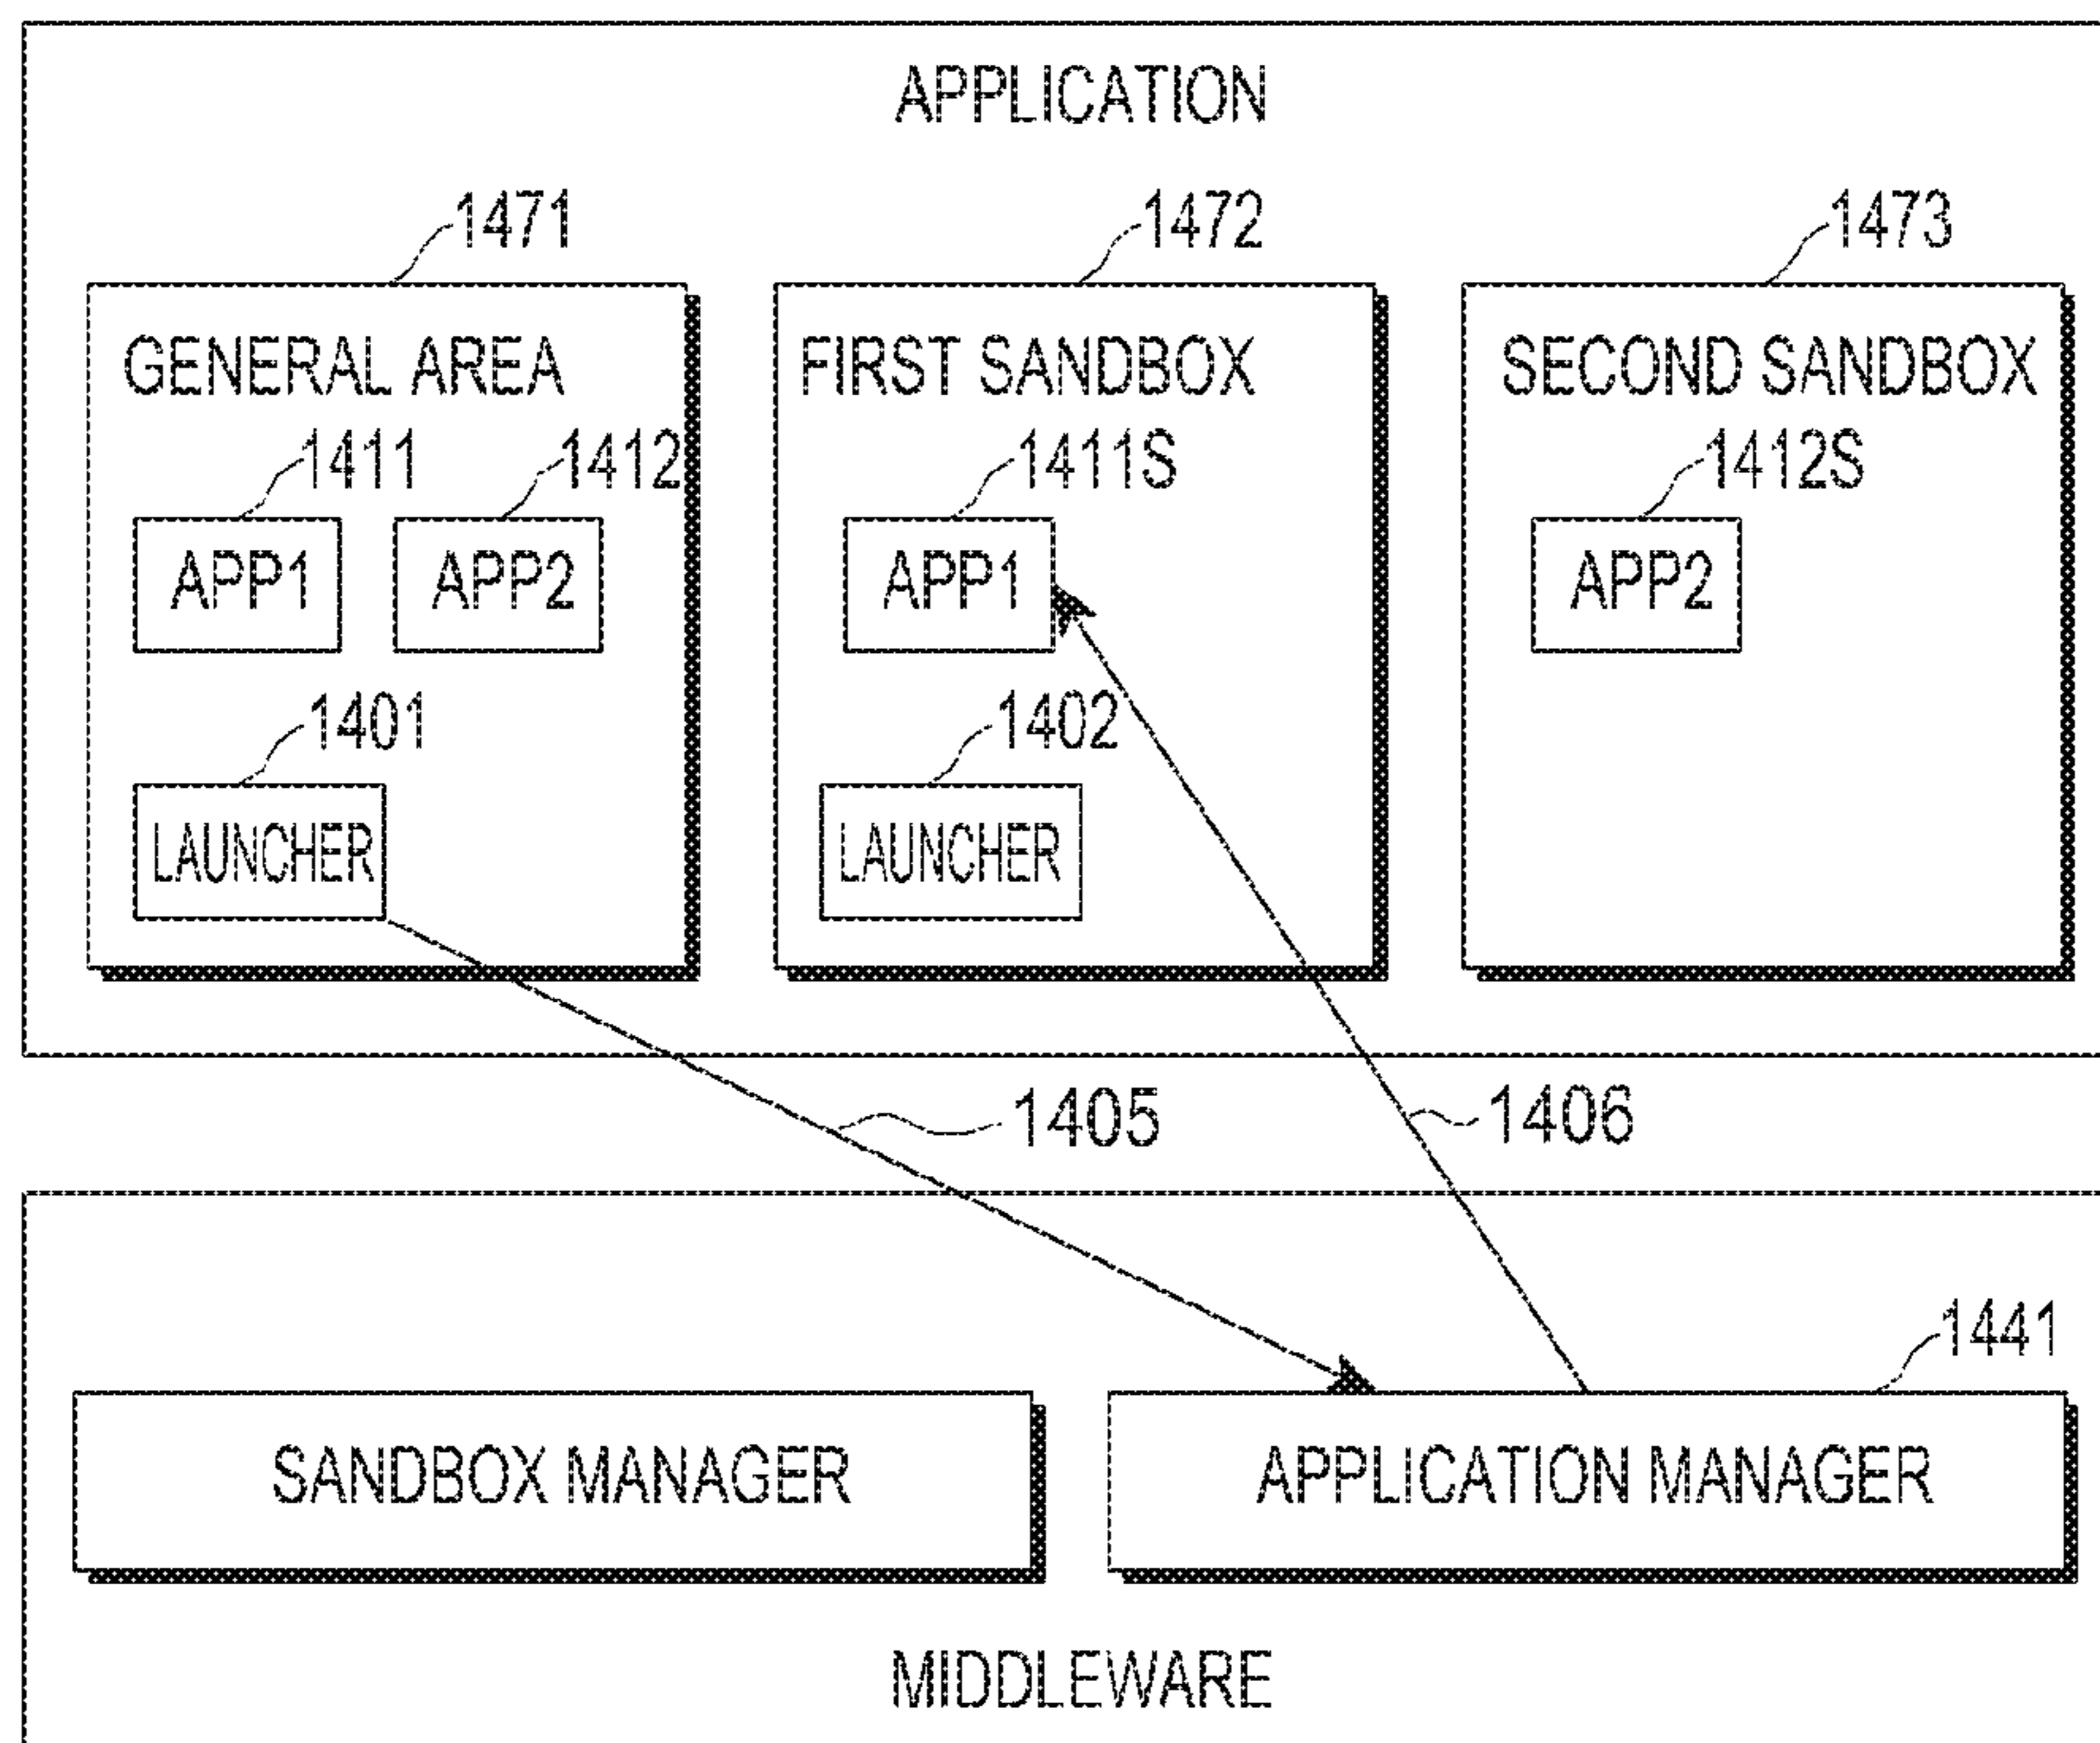 APPLICATION
1471
1472
1473
GENERAL AREA
FIRST SANDBOX
SECOND SANDBOX
1411
1412
1411S
1412S
APP1
APP2
APP1
APP2
1401
1402
LAUNCHER
LAUNCHER
1405
1406
1441
SANDBOX MANAGER
APPLICATION MANAGER
MIDDLEWARE